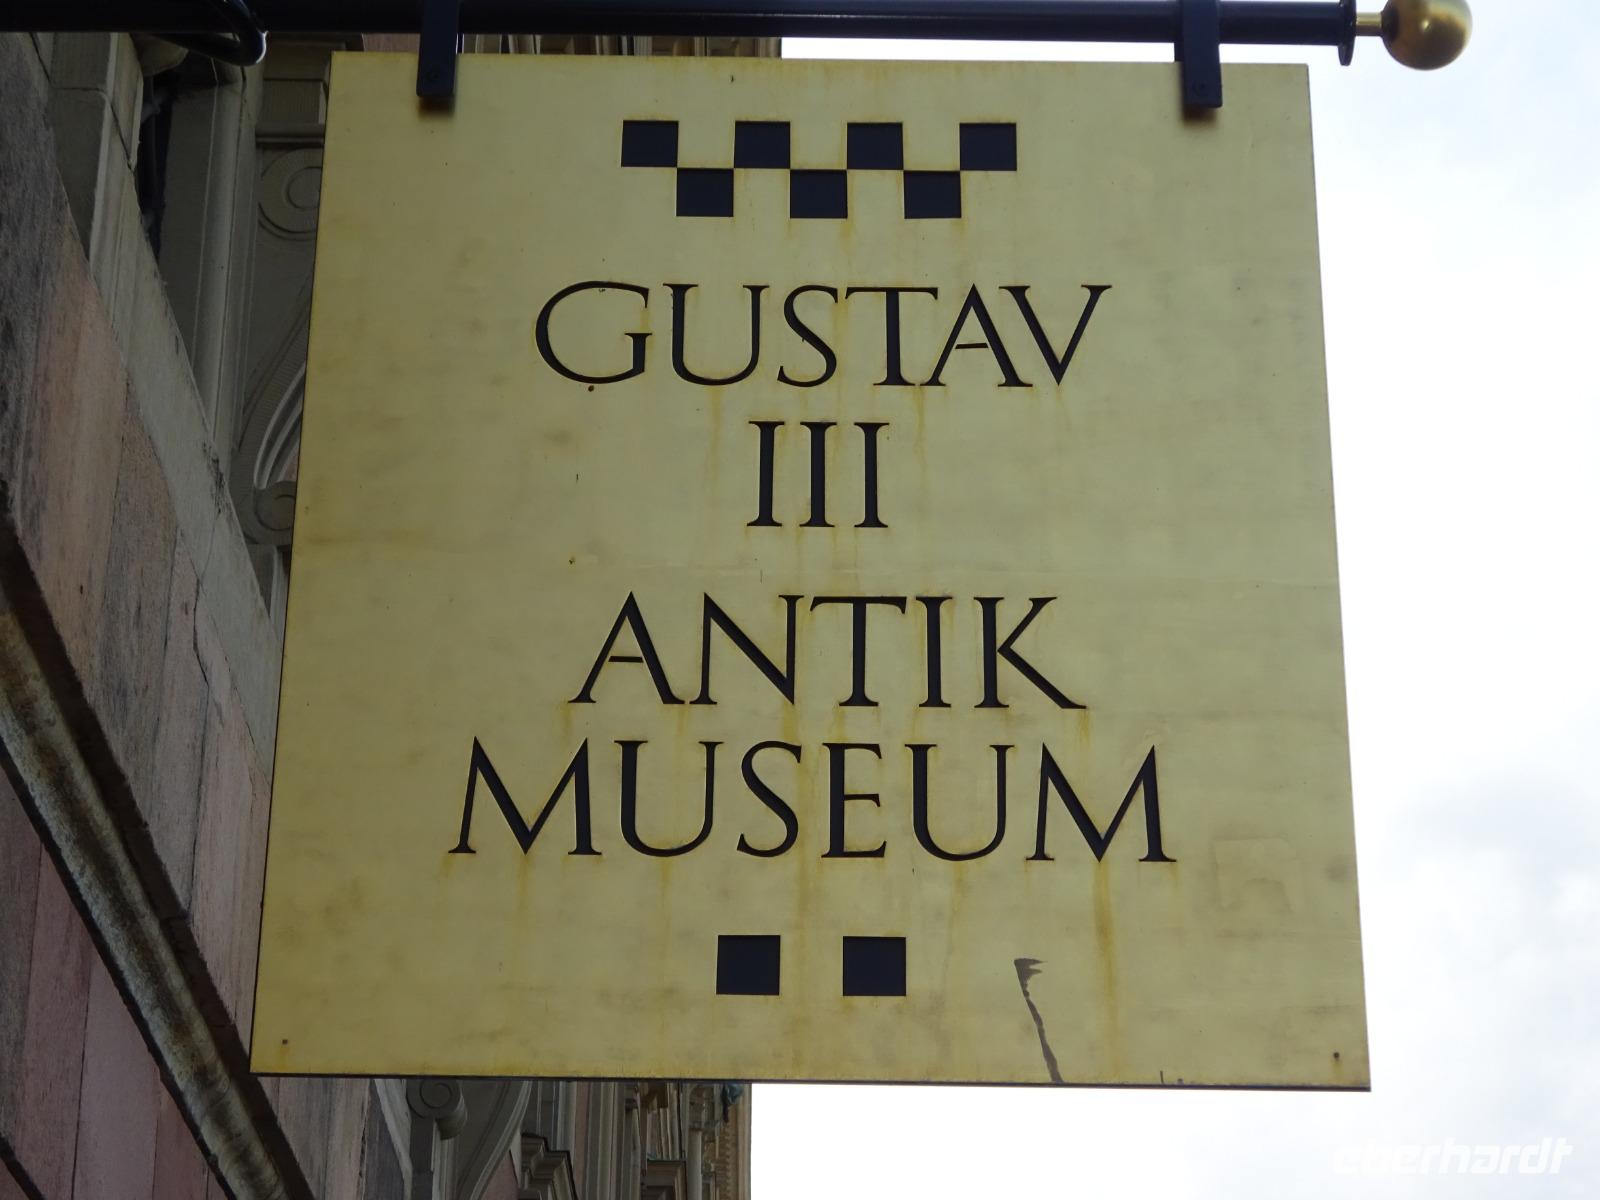 GUSTAV
III
ANTIK
MUSEUM
eberhardt